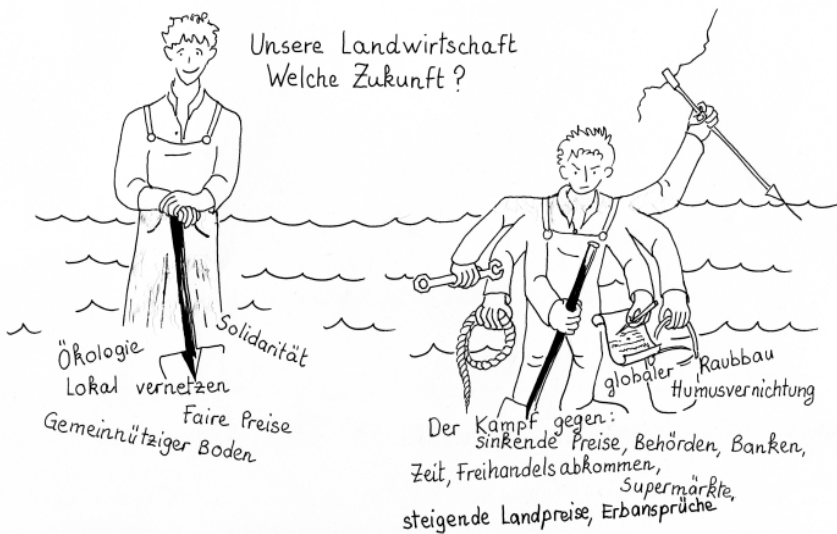 Unsere Landwirtschaft
Welche Zukunft?
Ökologie
Solidarität
Lokal vernetzen
Faire Preise
Gemeinnütziger Boden
globaler Raubbau
Humusvernichtung
Der Kampf gegen:
sinkende Preise, Behörden, Banken,
Zeit, Freihandelsabkommen,
Supermärkte,
steigende Landpreise, Erbansprüche